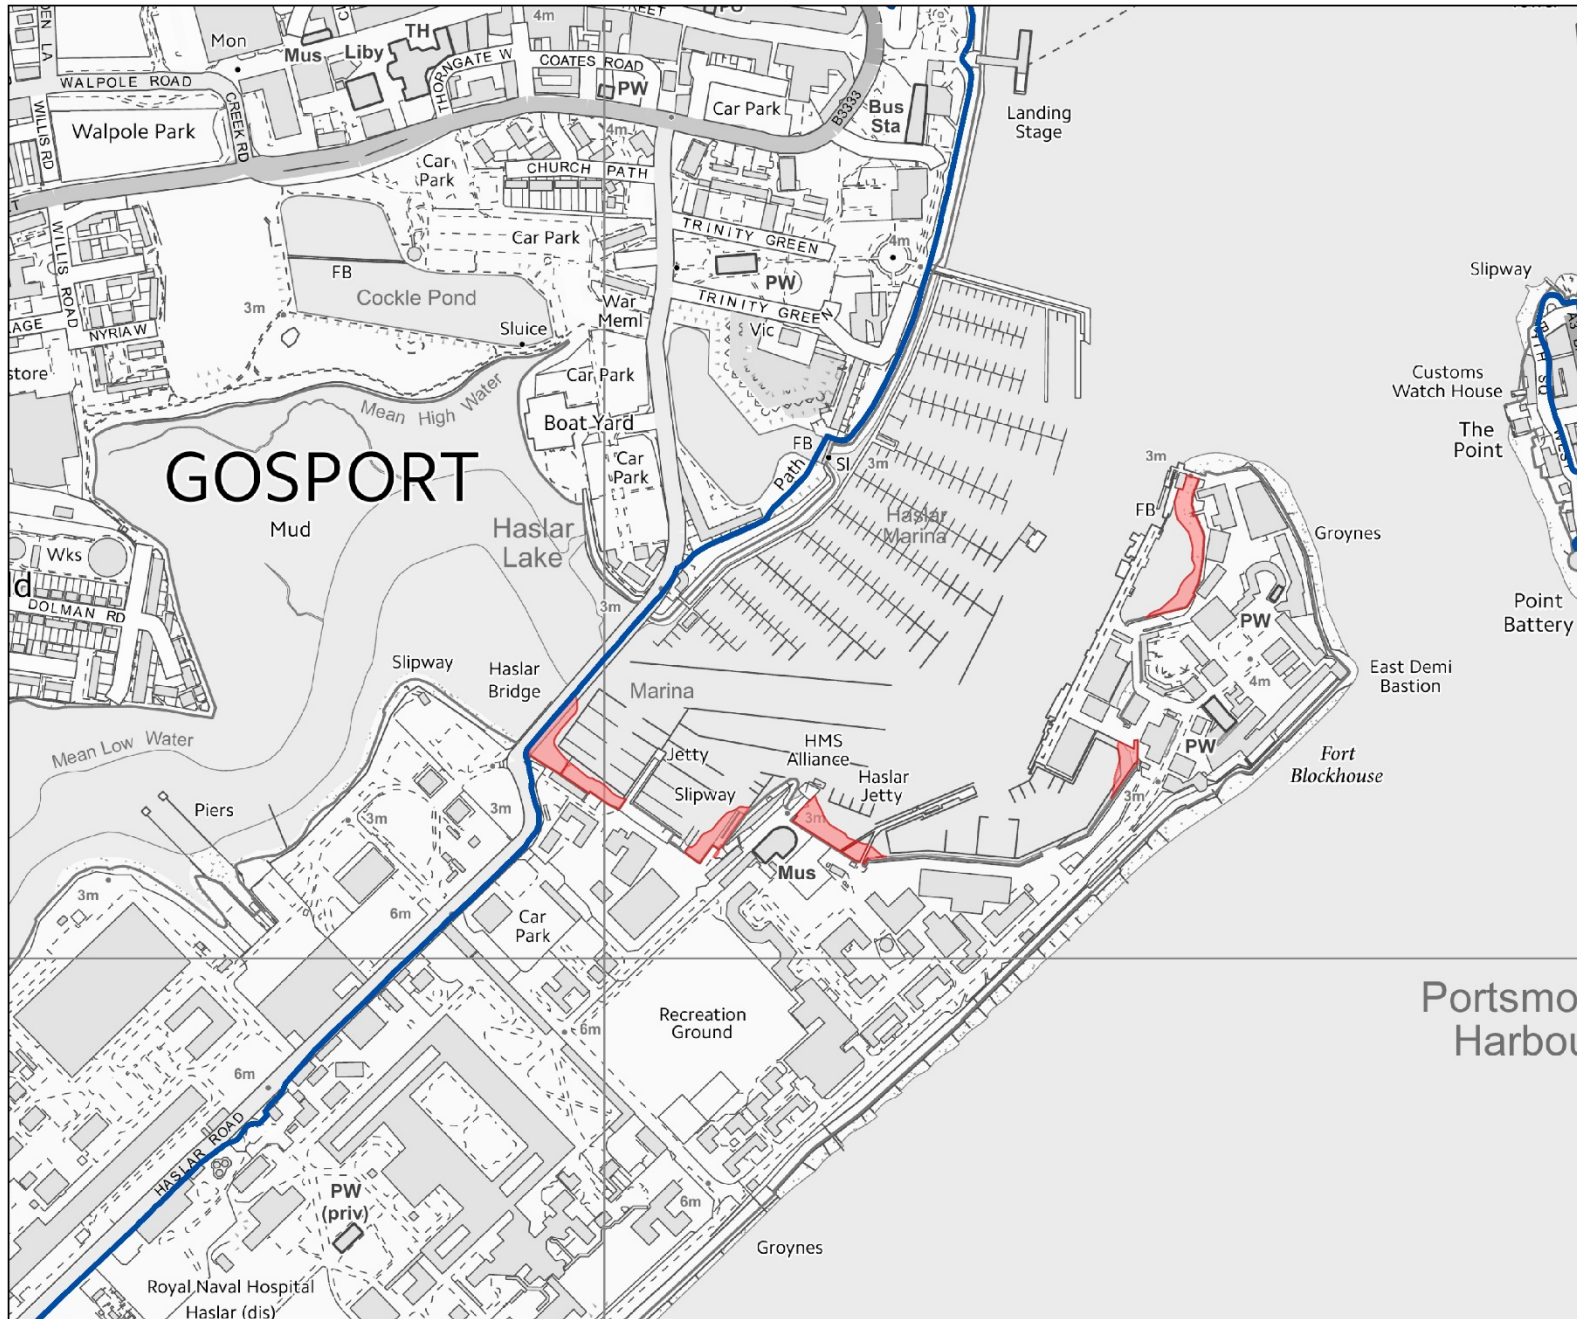 Mon
Mus
Liby
TH
4m
WALPOLE ROAD
THORNGATE W
COATES ROAD
PW
Car Park
B3333
Bus
Sta
Landing
Stage
WILLIS RD
Walpole Park
CREEK RD
4m
Car
Park
CHURCH PATH
WILLIS ROAD
Car Park
TRINITY GREEN
4m
FB
Cockle Pond
PW
Slipway
3m
War
Meml
TRINITY GREEN
NYRIA W
Sluice
Vic
store
Car Park
Customs
Watch House
Mean High Water
Boat Yard
The
Point
FB
GOSPORT
Car
Park
Path
SI
3m
3m
Mud
Haslar
Lake
Haslar
Marina
FB
Groynes
Wks
DOLMAN RD
3m
Point
Battery
PW
Slipway
Haslar
Bridge
Marina
East Demi
Bastion
4m
Mean Low Water
Jetty
HMS
Alliance
PW
Fort
Blockhouse
Slipway
Haslar
Jetty
Piers
3m
3m
3m
3m
3m
Mus
6m
Car
Park
Portsmo
Harbou
Recreation
Ground
6m
6m
HASLAR ROAD
PW
(priv)
6m
Groynes
Royal Naval Hospital
Haslar (dis)